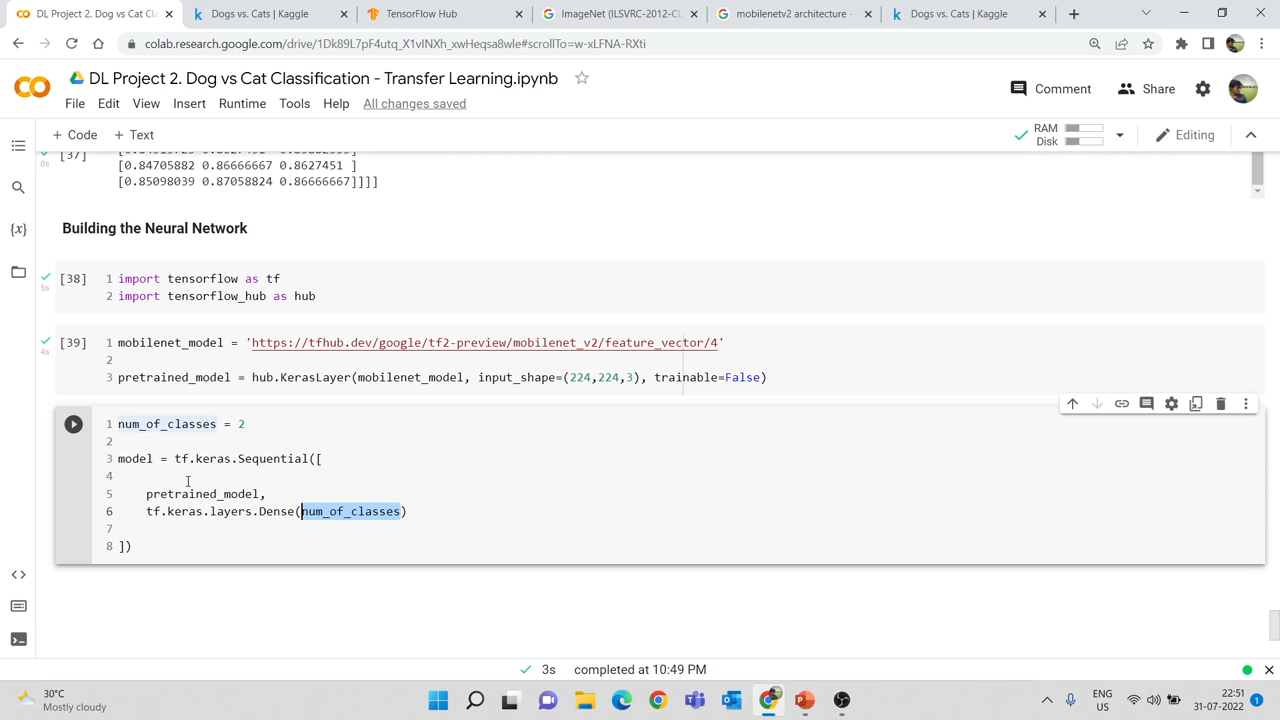 DL Project 2. Dog vs Cat Cl
Dogs vs. Cats | Kaggle
TensorFlow Hub
ImageNet (ILSVRC-2012-CL
mobilenetv2 architecture -
Dogs vs. Cats | Kaggle
colab.research.google.com/drive/1Dk89L7pF4utq_X1vINXh_xwHeqsa8wle#scrollTo=w-xLFNA-RXti
DL Project 2. Dog vs Cat Classification - Transfer Learning.ipynb
Comment
Share
File Edit View Insert Runtime Tools Help All changes saved
+ Code + Text
RAM
Disk
Editing
[37]
0s
[0.84705882 0.86666667 0.8627451 ]
[0.85098039 0.87058824 0.86666667]]]]
Building the Neural Network
[38]
5s
1 import tensorflow as tf
2 import tensorflow_hub as hub
[39]
4s
1 mobilenet_model = 'https://tfhub.dev/google/tf2-preview/mobilenet_v2/feature_vector/4'
2
3 pretrained_model = hub.KerasLayer(mobilenet_model, input_shape=(224,224,3), trainable=False)
1 num_of_classes = 2
2
3 model = tf.keras.Sequential([
4
5 pretrained_model,
6 tf.keras.layers.Dense(num_of_classes)
7
8 ])
3s completed at 10:49 PM
30°C
Mostly cloudy
ENG
US
22:51
31-07-2022
1